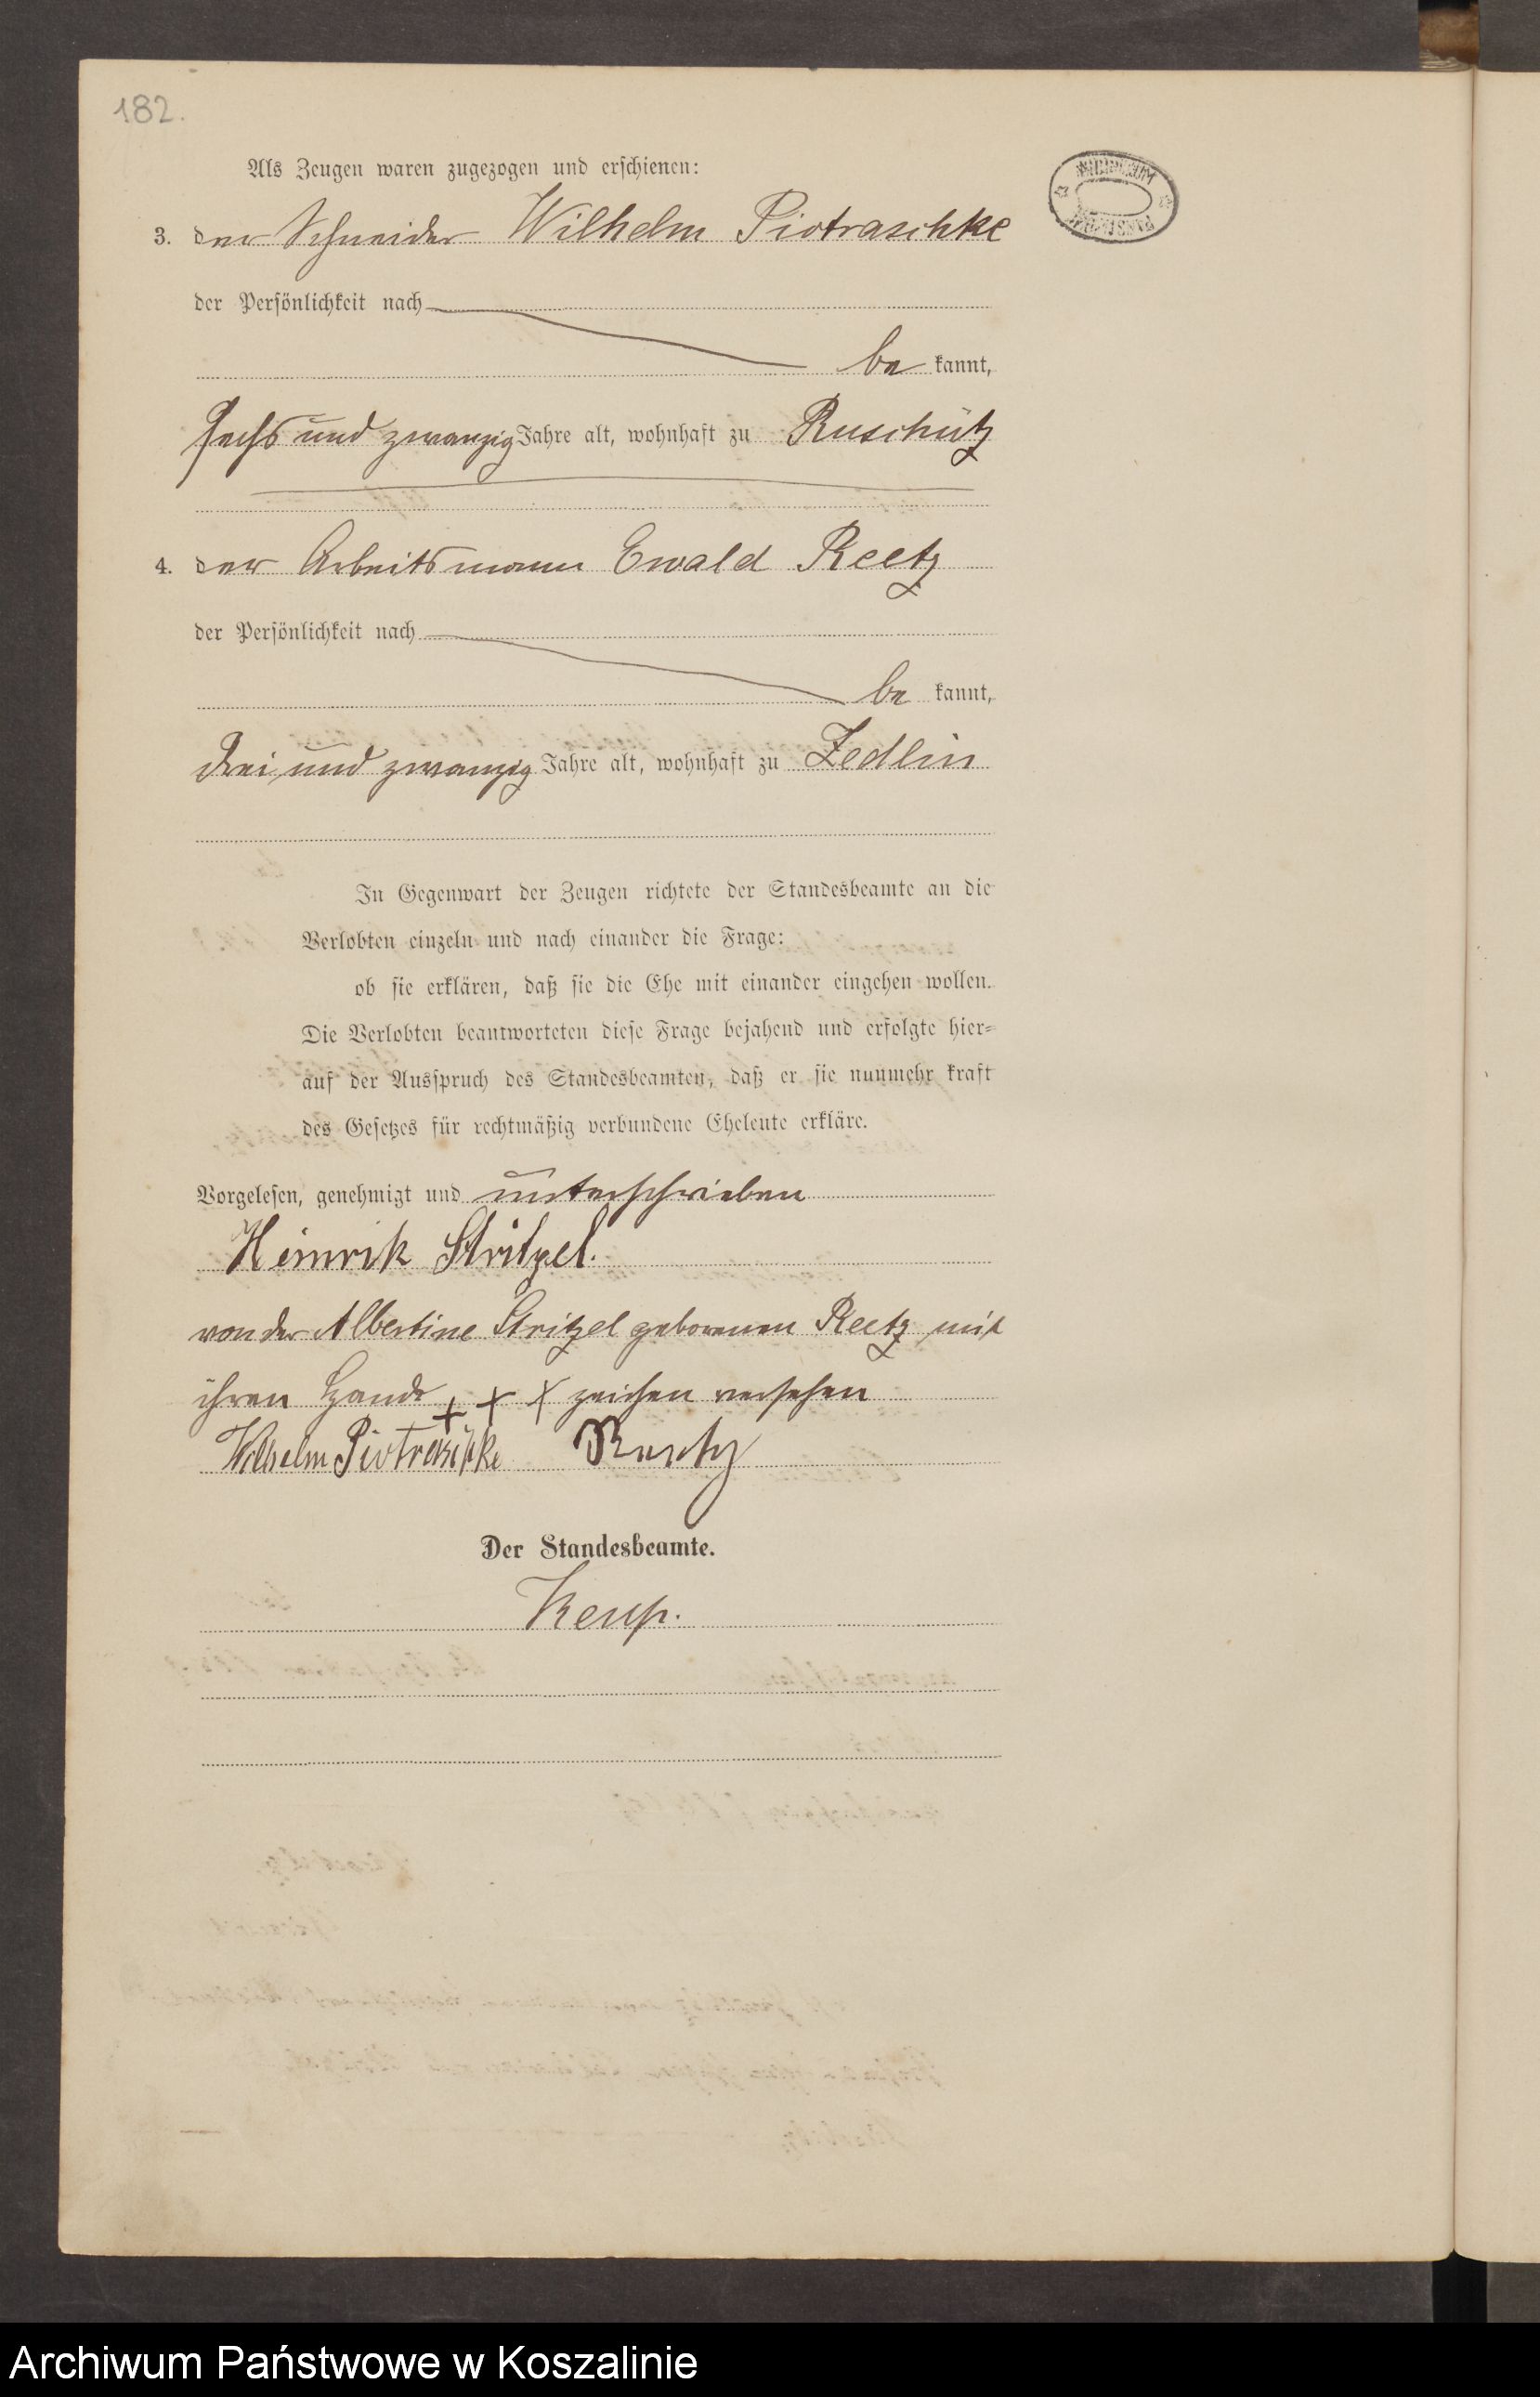 182.
Als Zeugen waren zugezogen und erschienen:
3. der Schneider Wilhelm Piotraschke
der Persönlichkeit nach
be kannt,
sechs und zwanzig Jahre alt, wohnhaft zu Ruschütz
4. der Arbeitsmann Ewald Reetz
der Persönlichkeit nach
be kannt,
drei und zwanzig Jahre alt, wohnhaft zu Zedlin
In Gegenwart der Zeugen richtete der Standesbeamte an die
Verlobten einzeln und nach einander die Frage:
ob sie erklären, daß sie die Ehe mit einander eingehen wollen.
Die Verlobten beantworteten diese Frage bejahend und erfolgte hier-
auf der Ausspruch des Standesbeamten, daß er sie nunmehr kraft
des Gesetzes für rechtmäßig verbundene Eheleute erkläre.
Vorgelesen, genehmigt und unterschrieben
Heinrik Stritzel.
von der Albertine Stritzel geborenen Reetz mit
ihren Hand + + + zeichen versehen
Wilhelm Piotraschke Reetz
Der Standesbeamte.
Archiwum Państwowe w Koszalinie